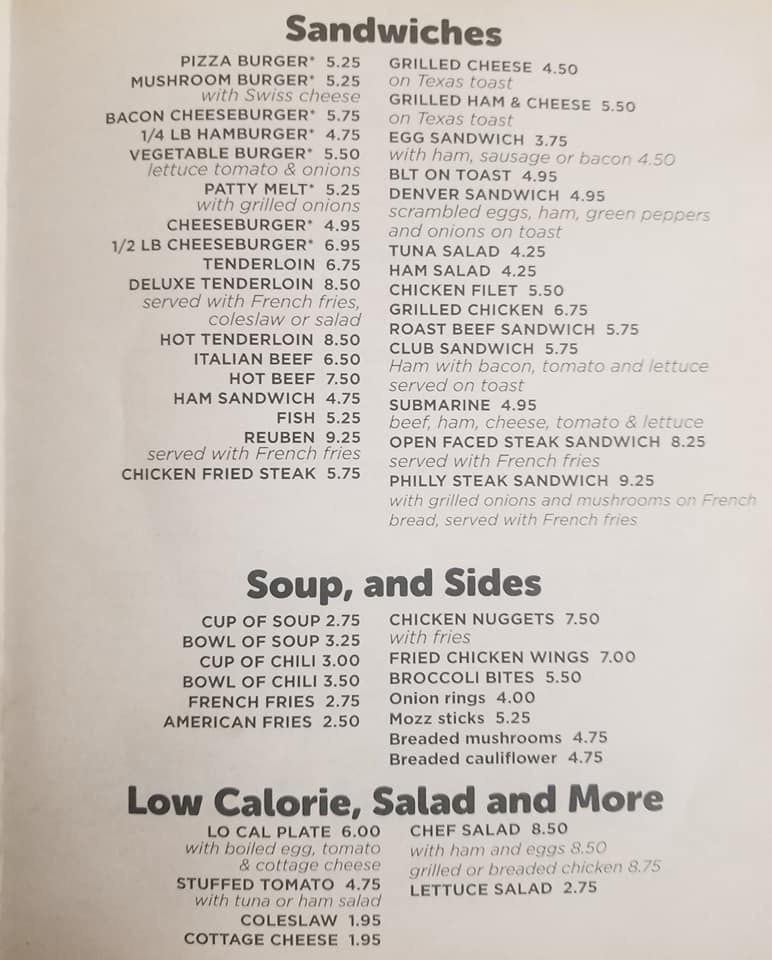 Sandwiches
PIZZA BURGER* 5.25
MUSHROOM BURGER* 5.25
with Swiss cheese
BACON CHEESEBURGER* 5.75
1/4 LB HAMBURGER* 4.75
VEGETABLE BURGER* 5.50
lettuce tomato & onions
PATTY MELT* 5.25
with grilled onions
CHEESEBURGER* 4.95
1/2 LB CHEESEBURGER* 6.95
TENDERLOIN 6.75
DELUXE TENDERLOIN 8.50
served with French fries,
coleslaw or salad
HOT TENDERLOIN 8.50
ITALIAN BEEF 6.50
HOT BEEF 7.50
HAM SANDWICH 4.75
FISH 5.25
REUBEN 9.25
served with French fries
CHICKEN FRIED STEAK 5.75
GRILLED CHEESE 4.50
on Texas toast
GRILLED HAM & CHEESE 5.50
on Texas toast
EGG SANDWICH 3.75
with ham, sausage or bacon 4.50
BLT ON TOAST 4.95
DENVER SANDWICH 4.95
scrambled eggs, ham, green peppers
and onions on toast
TUNA SALAD 4.25
HAM SALAD 4.25
CHICKEN FILET 5.50
GRILLED CHICKEN 6.75
ROAST BEEF SANDWICH 5.75
CLUB SANDWICH 5.75
Ham with bacon, tomato and lettuce
served on toast
SUBMARINE 4.95
beef, ham, cheese, tomato & lettuce
OPEN FACED STEAK SANDWICH 8.25
served with French fries
PHILLY STEAK SANDWICH 9.25
with grilled onions and mushrooms on French
bread, served with French fries
Soup, and Sides
CUP OF SOUP 2.75
BOWL OF SOUP 3.25
CUP OF CHILI 3.00
BOWL OF CHILI 3.50
FRENCH FRIES 2.75
AMERICAN FRIES 2.50
CHICKEN NUGGETS 7.50
with fries
FRIED CHICKEN WINGS 7.00
BROCCOLI BITES 5.50
Onion rings 4.00
Mozz sticks 5.25
Breaded mushrooms 4.75
Breaded cauliflower 4.75
Low Calorie, Salad and More
LO CAL PLATE 6.00
with boiled egg, tomato
& cottage cheese
STUFFED TOMATO 4.75
with tuna or ham salad
COLESLAW 1.95
COTTAGE CHEESE 1.95
CHEF SALAD 8.50
with ham and eggs 8.50
grilled or breaded chicken 8.75
LETTUCE SALAD 2.75